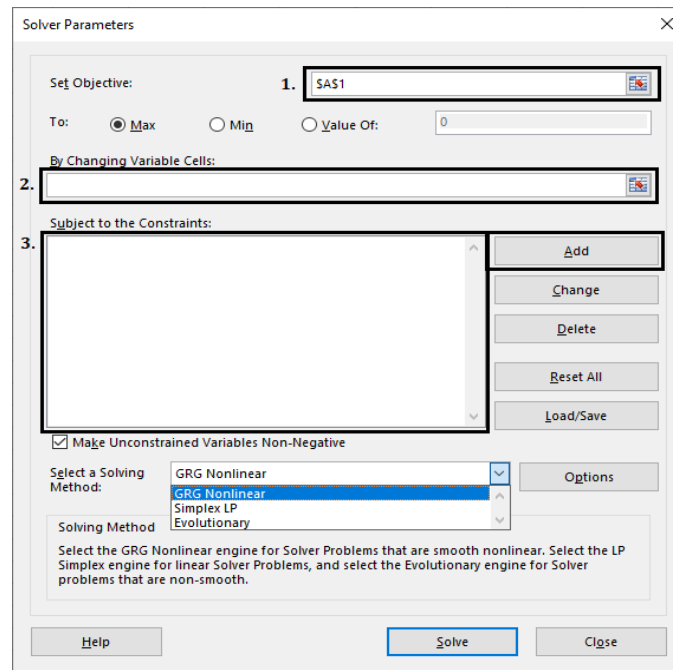 Solver Parameters
Set Objective:
1.
$A$1
To:
Max
Min
Value Of:
0
By Changing Variable Cells:
2.
Subject to the Constraints:
3.
Add
Change
Delete
Reset All
Load/Save
Make Unconstrained Variables Non-Negative
Select a Solving
Method:
GRG Nonlinear
Options
GRG Nonlinear
Simplex LP
Evolutionary
Solving Method
Select the GRG Nonlinear engine for Solver Problems that are smooth nonlinear. Select the LP
Simplex engine for linear Solver Problems, and select the Evolutionary engine for Solver
problems that are non-smooth.
Help
Solve
Close